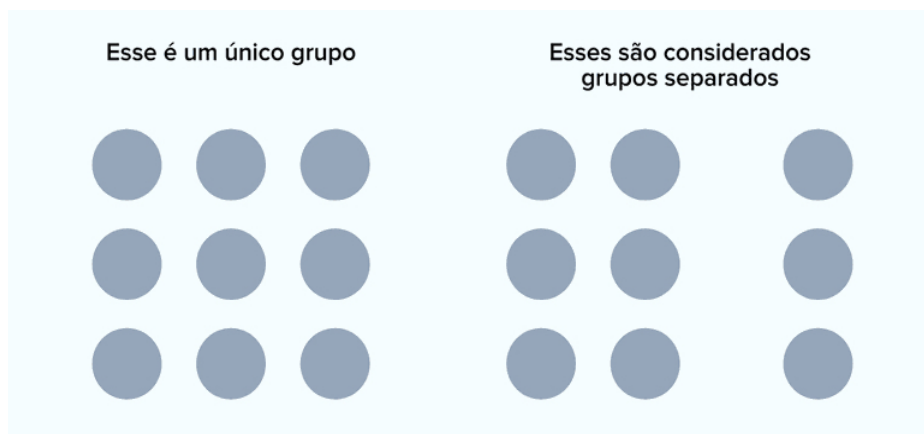 Esse é um único grupo
Esses são considerados
grupos separados